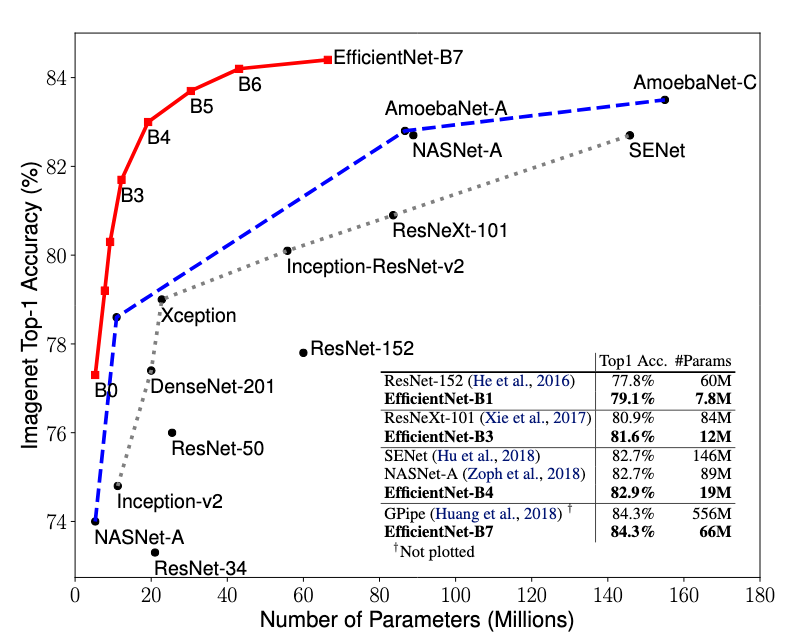 84
82
80
78
76
74
0
20
40
60
80
100
120
140
160
180
Imagenet Top-1 Accuracy (%)
Number of Parameters (Millions)
EfficientNet-B7
B6
B5
B4
B3
B0
AmoebaNet-C
AmoebaNet-A
NASNet-A
SENet
ResNeXt-101
Inception-ResNet-v2
Xception
ResNet-152
DenseNet-201
ResNet-50
Inception-v2
NASNet-A
ResNet-34
Top1 Acc. #Params
ResNet-152 (He et al., 2016) 77.8% 60M
EfficientNet-B1 79.1% 7.8M
ResNeXt-101 (Xie et al., 2017) 80.9% 84M
EfficientNet-B3 81.6% 12M
SENet (Hu et al., 2018) 82.7% 146M
NASNet-A (Zoph et al., 2018) 82.7% 89M
EfficientNet-B4 82.9% 19M
GPipe (Huang et al., 2018) † 84.3% 556M
EfficientNet-B7 84.3% 66M
†Not plotted